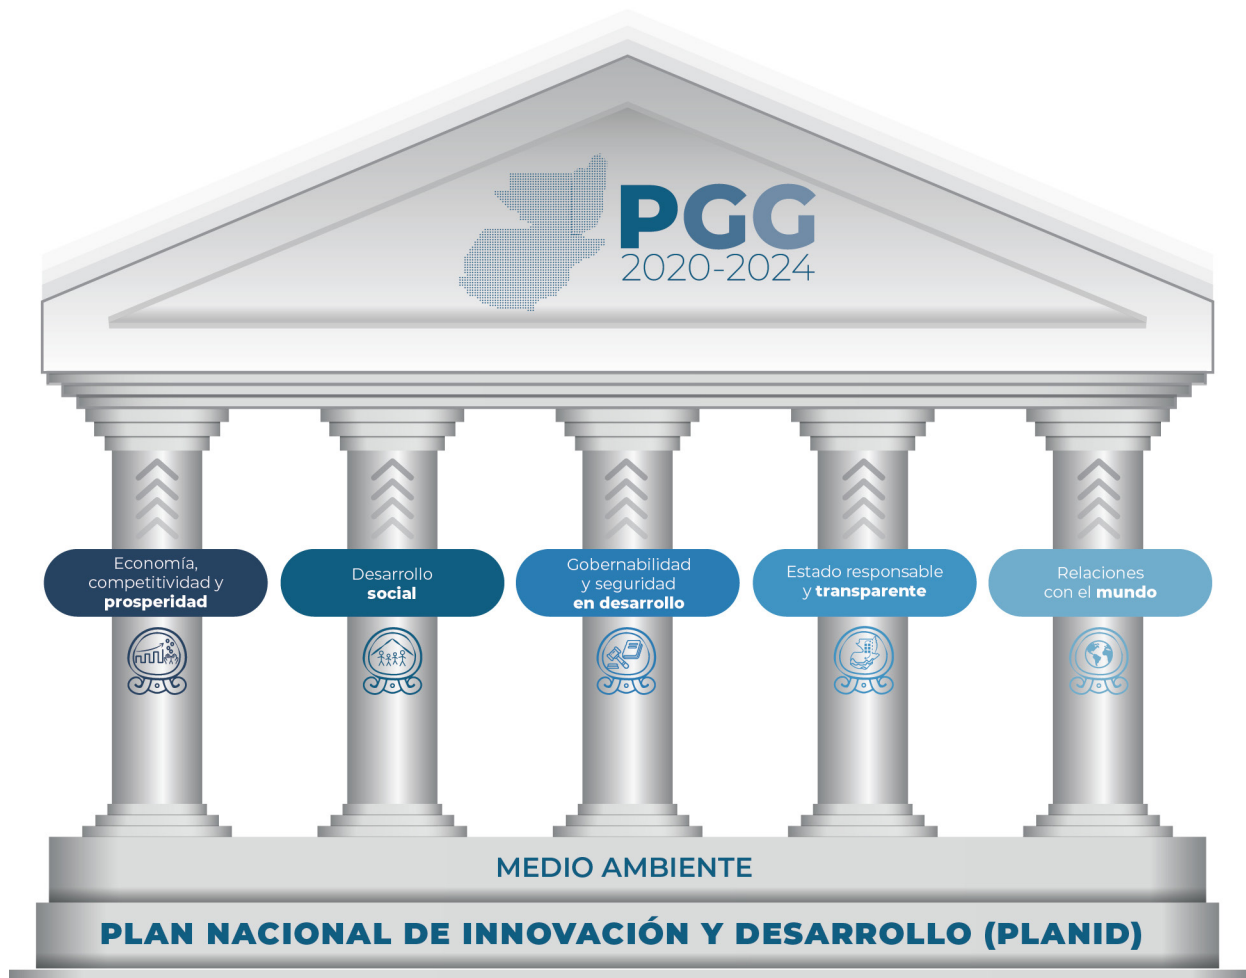 PGG
2020-2024
Economía,
competitividad y
prosperidad
Desarrollo
social
Gobernabilidad
y seguridad
en desarrollo
Estado responsable
y transparente
Relaciones
con el mundo
MEDIO AMBIENTE
PLAN NACIONAL DE INNOVACIÓN Y DESARROLLO (PLANID)